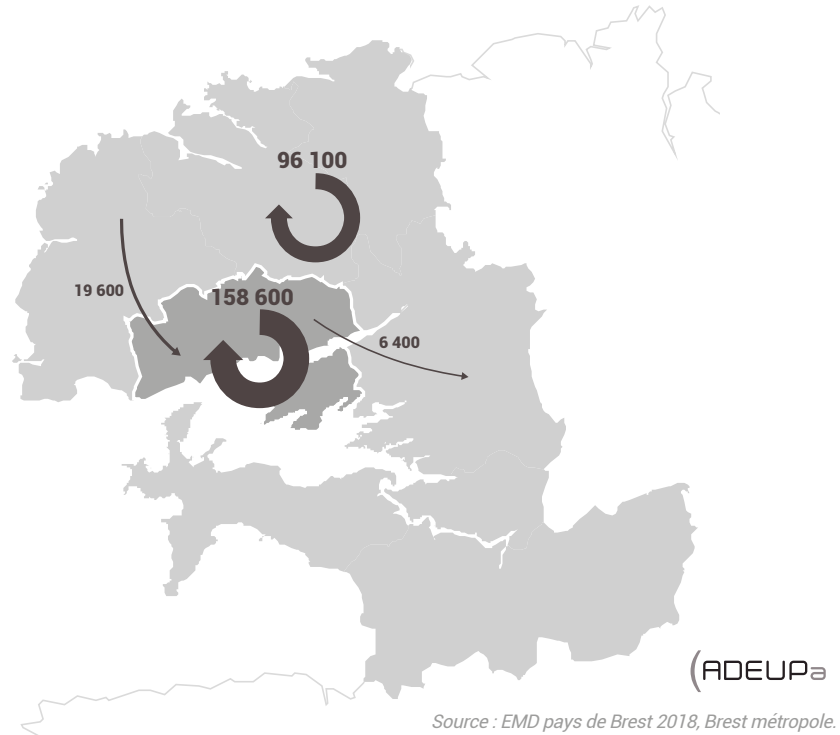 96 100
19 600
158 600
6 400
(ADEUPa
Source : EMD pays de Brest 2018, Brest métropole.